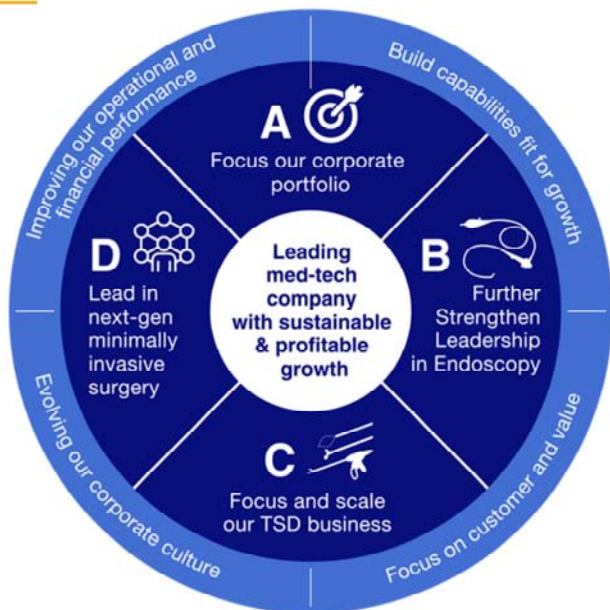 Improving our operational and
financial performance
Build capabilities fit for growth
A
Focus our corporate
portfolio
D
Lead in
next-gen
minimally
invasive
surgery
Leading
med-tech
company
with sustainable
& profitable
growth
B
Further
Strengthen
Leadership
in Endoscopy
C
Focus and scale
our TSD business
Evolving our corporate culture
Focus on customer and value